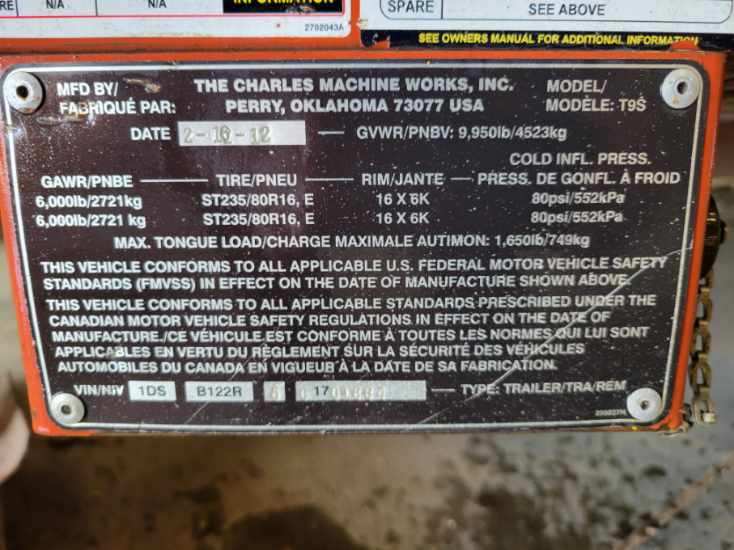 RE N/A N/A INFORMATION
2702043A
SPARE SEE ABOVE
SEE OWNERS MANUAL FOR ADDITIONAL INFORMATION
MFD BY/ THE CHARLES MACHINE WORKS, INC. MODEL/
FABRIQUÉ PAR: PERRY, OKLAHOMA 73077 USA MODÈLE: T9S
DATE 2-16-12 GVWR/PNBV: 9,950lb/4523kg
COLD INFL. PRESS.
GAWR/PNBE TIRE/PNEU RIM/JANTE PRESS. DE GONFL. À FROID
6,000lb/2721kg ST235/80R16, E 16 X 6K 80psi/552kPa
6,000lb/2721 kg ST235/80R16, E 16 X 6K 80psi/552kPa
MAX. TONGUE LOAD/CHARGE MAXIMALE AUTIMON: 1,650lb/749kg
THIS VEHICLE CONFORMS TO ALL APPLICABLE U.S. FEDERAL MOTOR VEHICLE SAFETY
STANDARDS (FMVSS) IN EFFECT ON THE DATE OF MANUFACTURE SHOWN ABOVE.
THIS VEHICLE CONFORMS TO ALL APPLICABLE STANDARDS PRESCRIBED UNDER THE
CANADIAN MOTOR VEHICLE SAFETY REGULATIONS IN EFFECT ON THE DATE OF
MANUFACTURE./CE VÉHICULE EST CONFORME À TOUTES LES NORMES QUI LUI SONT
APPLICABLES EN VERTU DU RÈGLEMENT SUR LA SÉCURITÉ DES VÉHICULES
AUTOMOBILES DU CANADA EN VIGUEUR À LA DATE DE SA FABRICATION.
VIN/NIV 1DS B122R 17 TYPE: TRAILER/TRA/REM